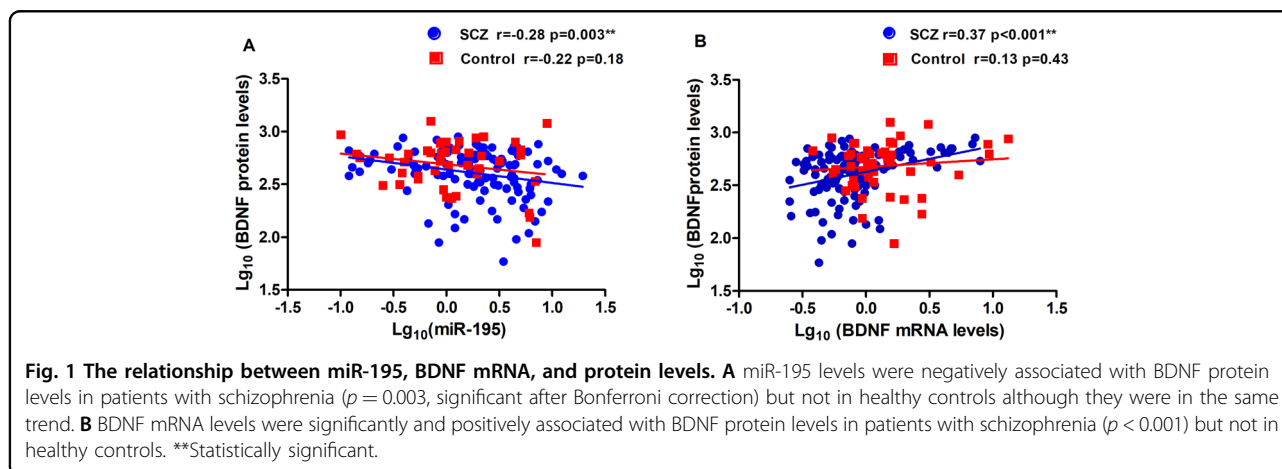 A
SCZ r=-0.28 p=0.003**
Control r=-0.22 p=0.18
Lg10 (BDNF protein levels)
3.5
3.0
2.5
2.0
1.5
-1.5 -1.0 -0.5 0.0 0.5 1.0 1.5
Lg10(miR-195)
B
SCZ r=0.37 p<0.001**
Control r=0.13 p=0.43
Lg10 (BDNFprotein levels)
3.5
3.0
2.5
2.0
1.5
-1.0 -0.5 0.0 0.5 1.0 1.5
Lg10 (BDNF mRNA levels)
Fig. 1 The relationship between miR-195, BDNF mRNA, and protein levels. A miR-195 levels were negatively associated with BDNF protein
levels in patients with schizophrenia (p = 0.003, significant after Bonferroni correction) but not in healthy controls although they were in the same
trend. B BDNF mRNA levels were significantly and positively associated with BDNF protein levels in patients with schizophrenia (p < 0.001) but not in
healthy controls. **Statistically significant.